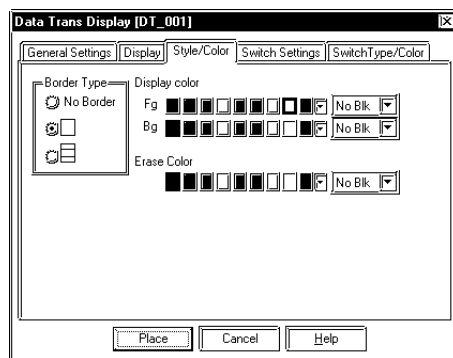 Data Trans Display [DT_001]
General Settings Display Style/Color Switch Settings SwitchType/Color
Border Type
No Border
Display color
Fg No Blk
Bg No Blk
Erase Color
No Blk
Place Cancel Help